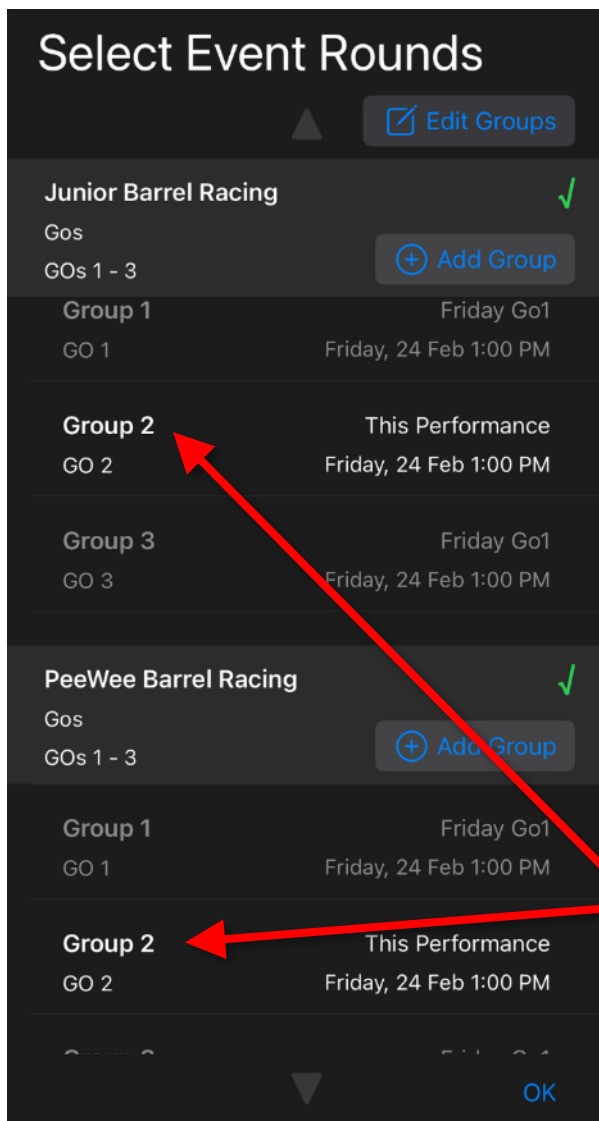 Select Event Rounds
Edit Groups
Junior Barrel Racing √
Gos
GOs 1 - 3 Add Group
Group 1 Friday Go1
GO 1 Friday, 24 Feb 1:00 PM
Group 2 This Performance
GO 2 Friday, 24 Feb 1:00 PM
Group 3 Friday Go1
GO 3 Friday, 24 Feb 1:00 PM
PeeWee Barrel Racing √
Gos
GOs 1 - 3 Add Group
Group 1 Friday Go1
GO 1 Friday, 24 Feb 1:00 PM
Group 2 This Performance
GO 2 Friday, 24 Feb 1:00 PM
OK